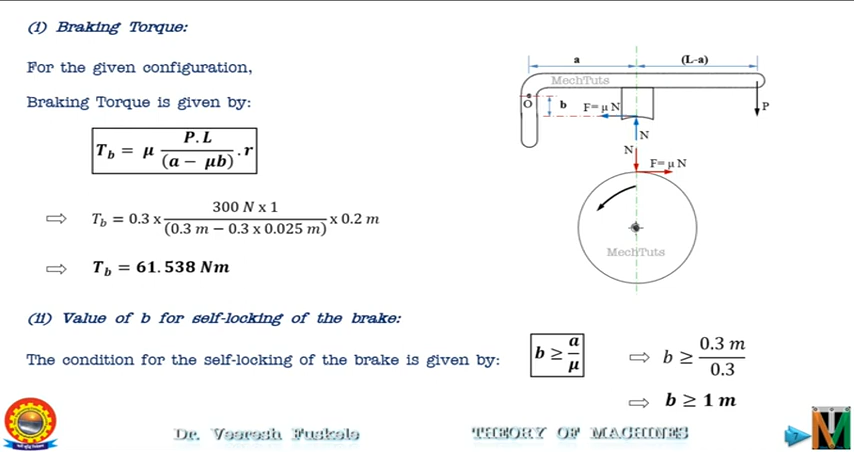 (i) Braking Torque:
For the given configuration,
Braking Torque is given by:
T_b = μ P.L / (a − μb) .r
⇨ T_b = 0.3 x 300 N x 1 / (0.3 m − 0.3 x 0.025 m) x 0.2 m
⇨ T_b = 61.538 Nm
a (L-a)
MechTuts
O b F= μ N P
N
N
F= μ N
MechTuts
(ii) Value of b for self-locking of the brake:
The condition for the self-locking of the brake is given by: b ≥ a / μ ⇨ b ≥ 0.3 m / 0.3
⇨ b ≥ 1 m
Dr. Veeresh Fuskele THEORY OF MACHINES 7